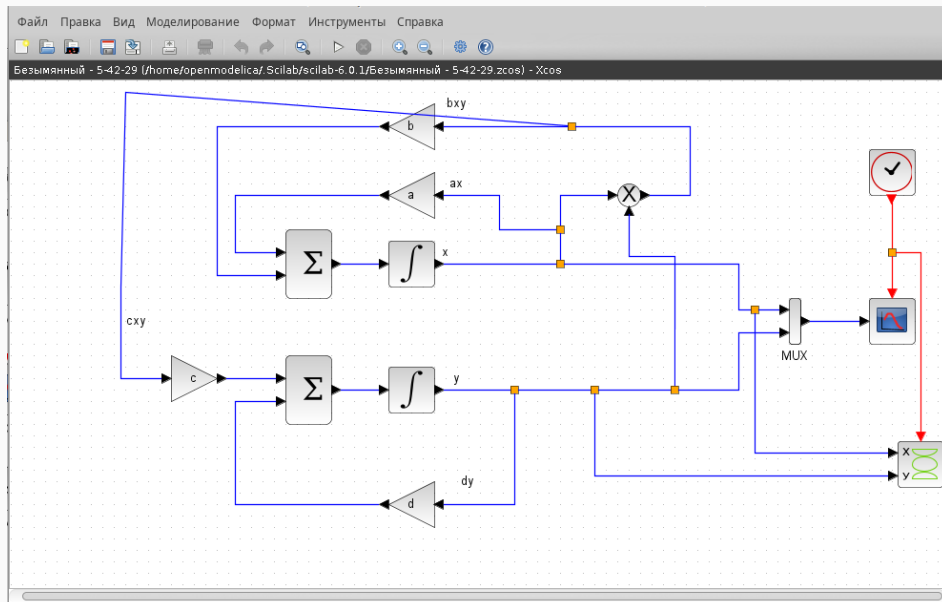 Файл Правка Вид Моделирование Формат Инструменты Справка
Безымянный - 5-42-29 (/home/openmodelica/.Scilab/scilab-6.0.1/Безымянный - 5-42-29.zcos) - Xcos
bxy
b
ax
a
X
Σ
∫
x
cxy
MUX
c
Σ
∫
y
X
y
dy
d